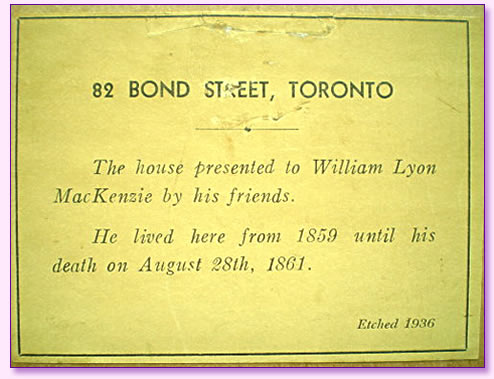 82 BOND STREET, TORONTO
The house presented to William Lyon
MacKenzie by his friends.
He lived here from 1859 until his
death on August 28th, 1861.
Etched 1936